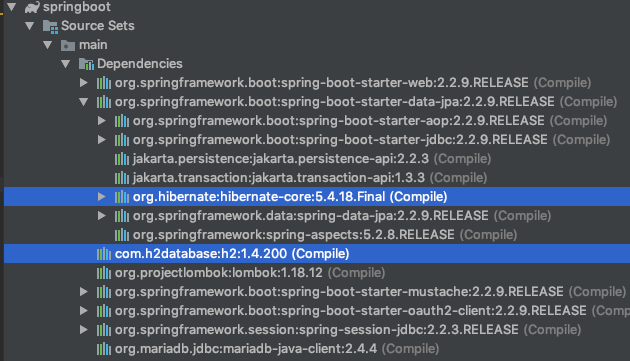 springboot
Source Sets
main
Dependencies
org.springframework.boot:spring-boot-starter-web:2.2.9.RELEASE (Compile)
org.springframework.boot:spring-boot-starter-data-jpa:2.2.9.RELEASE (Compile)
org.springframework.boot:spring-boot-starter-aop:2.2.9.RELEASE (Compile)
org.springframework.boot:spring-boot-starter-jdbc:2.2.9.RELEASE (Compile)
jakarta.persistence:jakarta.persistence-api:2.2.3 (Compile)
jakarta.transaction:jakarta.transaction-api:1.3.3 (Compile)
org.hibernate:hibernate-core:5.4.18.Final (Compile)
org.springframework.data:spring-data-jpa:2.2.9.RELEASE (Compile)
org.springframework:spring-aspects:5.2.8.RELEASE (Compile)
com.h2database:h2:1.4.200 (Compile)
org.projectlombok:lombok:1.18.12 (Compile)
org.springframework.boot:spring-boot-starter-mustache:2.2.9.RELEASE (Compile)
org.springframework.boot:spring-boot-starter-oauth2-client:2.2.9.RELEASE (Compile)
org.springframework.session:spring-session-jdbc:2.2.3.RELEASE (Compile)
org.mariadb.jdbc:mariadb-java-client:2.4.4 (Compile)